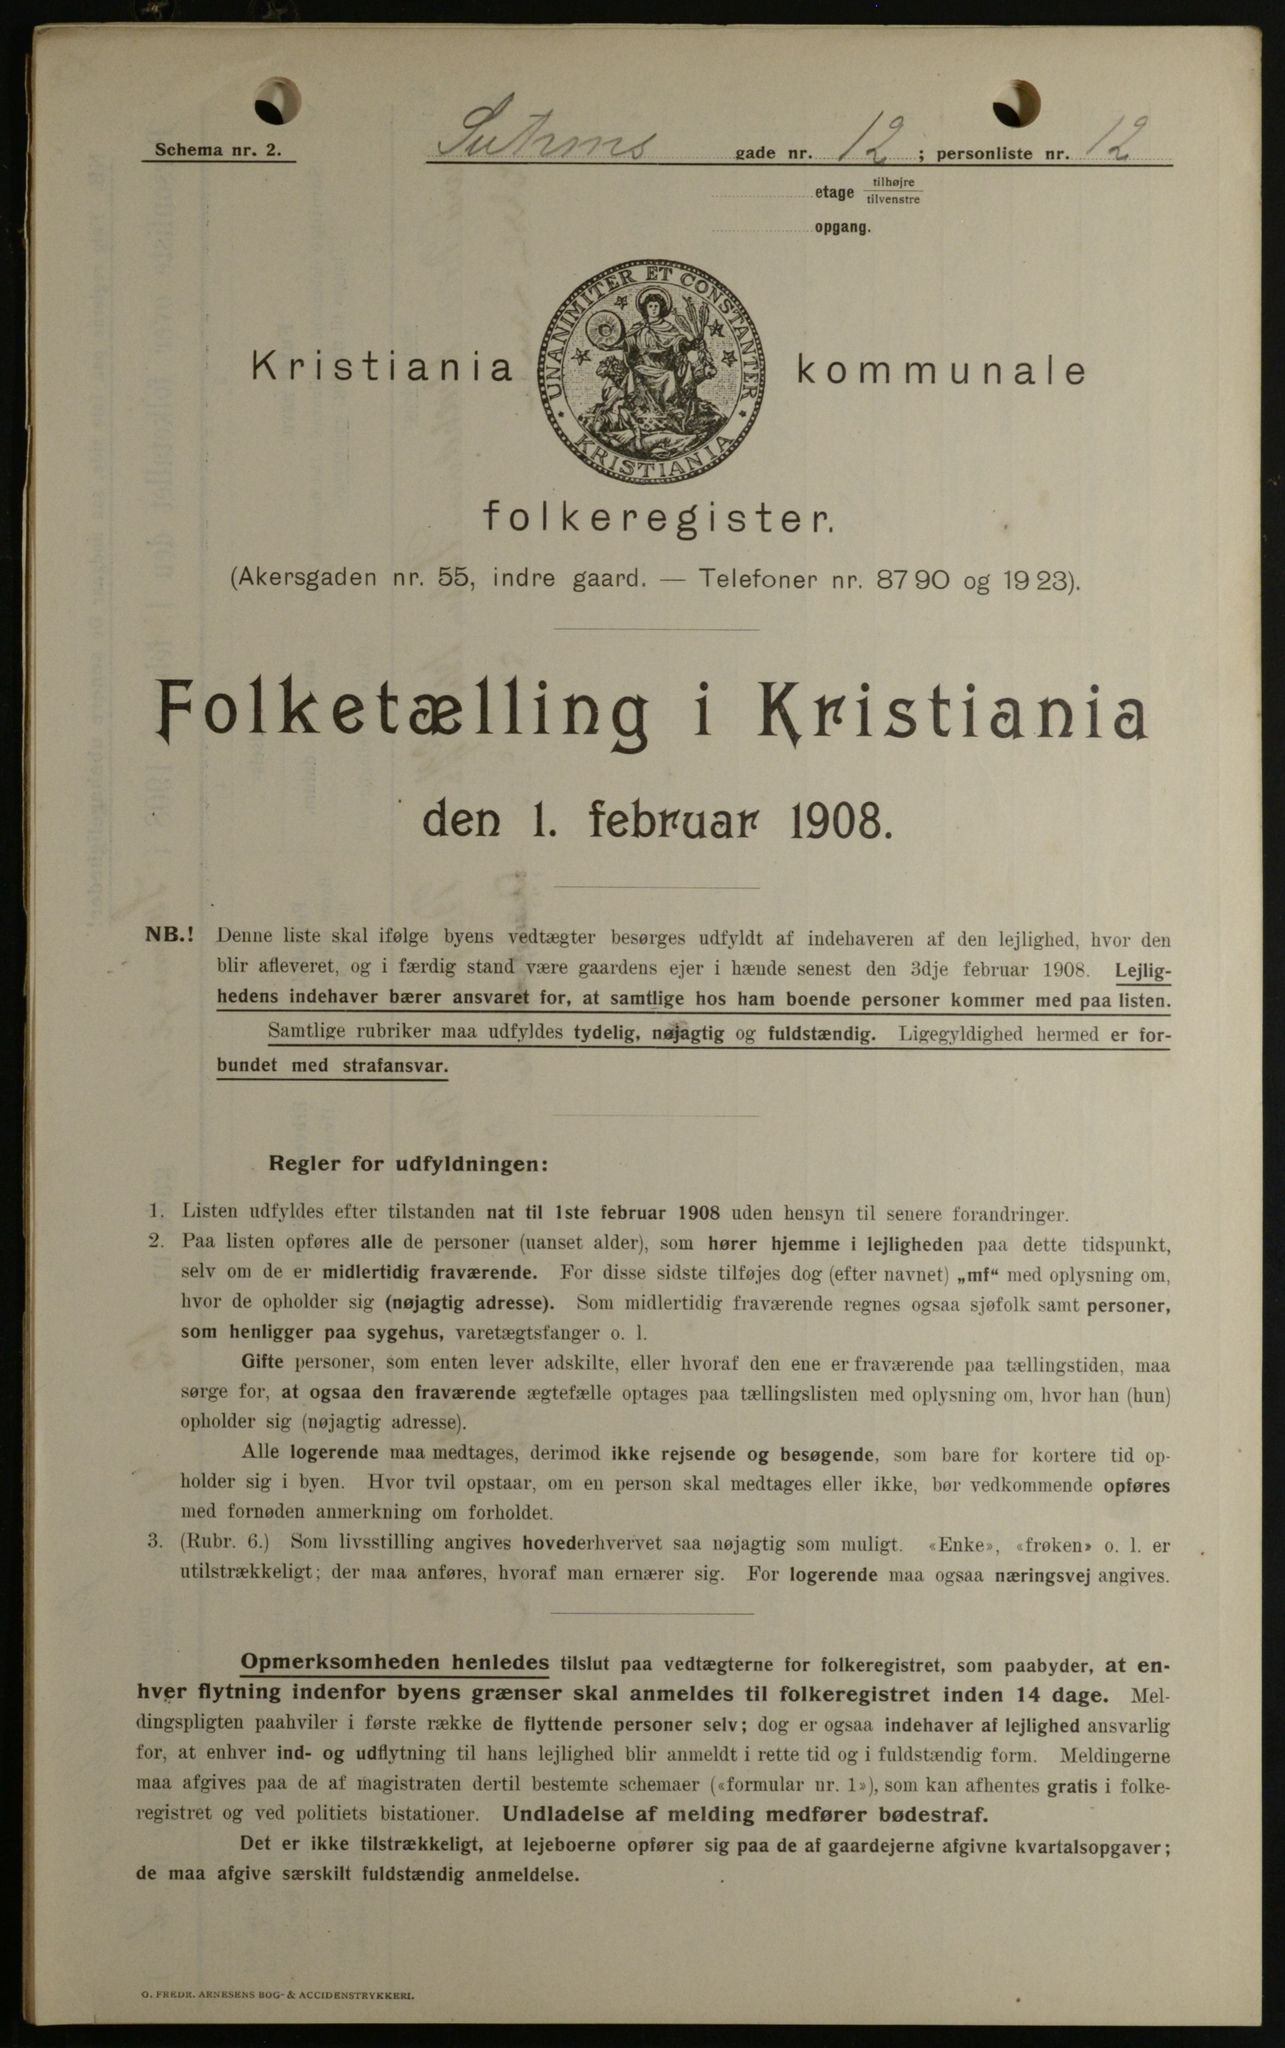 Schema nr. 2.
Suhms gade nr. 12 ; personliste nr. 12
etage tilhøjre
tilvenstre
opgang.
UNANIMITER ET CONSTANTER
KRISTIANIA
Kristiania kommunale
folkeregister.
(Akersgaden nr. 55, indre gaard. — Telefoner nr. 87 90 og 19 23).
Folketælling i Kristiania
den 1. februar 1908.
NB.! Denne liste skal ifølge byens vedtægter besørges udfyldt af indehaveren af den lejlighed, hvor den
blir afleveret, og i færdig stand være gaardens ejer i hænde senest den 3dje februar 1908. Lejlig-
hedens indehaver bærer ansvaret for, at samtlige hos ham boende personer kommer med paa listen.
Samtlige rubriker maa udfyldes tydelig, nøjagtig og fuldstændig. Ligegyldighed hermed er for-
bundet med strafansvar.
Regler for udfyldningen:
1. Listen udfyldes efter tilstanden nat til 1ste februar 1908 uden hensyn til senere forandringer.
2. Paa listen opføres alle de personer (uanset alder), som hører hjemme i lejligheden paa dette tidspunkt,
selv om de er midlertidig fraværende. For disse sidste tilføjes dog (efter navnet) „mf“ med oplysning om,
hvor de opholder sig (nøjagtig adresse). Som midlertidig fraværende regnes ogsaa sjøfolk samt personer,
som henligger paa sygehus, varetægtsfanger o. l.
Gifte personer, som enten lever adskilte, eller hvoraf den ene er fraværende paa tællingstiden, maa
sørge for, at ogsaa den fraværende ægtefælle optages paa tællingslisten med oplysning om, hvor han (hun)
opholder sig (nøjagtig adresse).
Alle logerende maa medtages, derimod ikke rejsende og besøgende, som bare for kortere tid op-
holder sig i byen. Hvor tvil opstaar, om en person skal medtages eller ikke, bør vedkommende opføres
med fornøden anmerkning om forholdet.
3. (Rubr. 6.) Som livsstilling angives hovederhvervet saa nøjagtig som muligt. «Enke», «frøken» o. l. er
utilstrækkeligt; der maa anføres, hvoraf man ernærer sig. For logerende maa ogsaa næringsvej angives.
Opmerksomheden henledes tilslut paa vedtægterne for folkeregistret, som paabyder, at en-
hver flytning indenfor byens grænser skal anmeldes til folkeregistret inden 14 dage. Mel-
dingspligten paahviler i første række de flyttende personer selv; dog er ogsaa indehaver af lejlighed ansvarlig
for, at enhver ind- og udflytning til hans lejlighed blir anmeldt i rette tid og i fuldstændig form. Meldingerne
maa afgives paa de af magistraten dertil bestemte schemaer («formular nr. 1»), som kan afhentes gratis i folke-
registret og ved politiets bistationer. Undladelse af melding medfører bødestraf.
Det er ikke tilstrækkeligt, at lejeboerne opfører sig paa de af gaardejerne afgivne kvartalsopgaver;
de maa afgive særskilt fuldstændig anmeldelse.
O. FREDR. ARNESENS BOG- & ACCIDENSTRYKKERI.